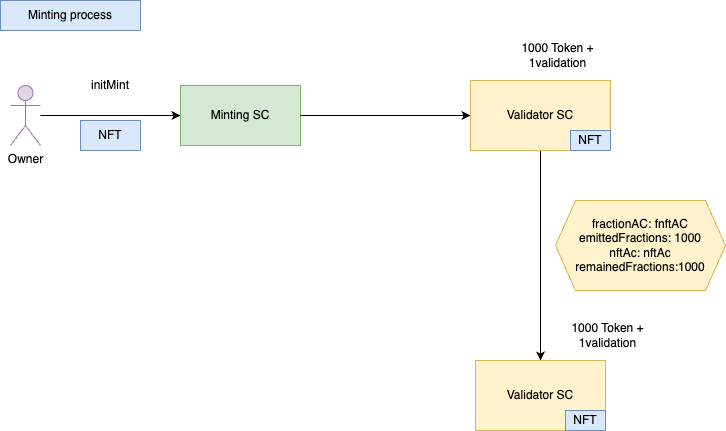 Minting process
1000 Token +
1validation
initMint
Minting SC
Validator SC
NFT
NFT
Owner
fractionAC: fnftAC
emittedFractions: 1000
nftAc: nftAc
remainedFractions:1000
1000 Token +
1validation
Validator SC
NFT